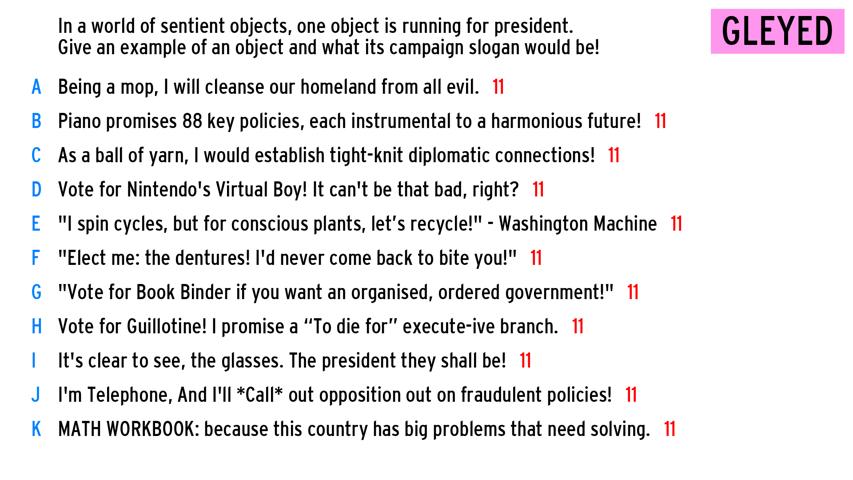 In a world of sentient objects, one object is running for president.
Give an example of an object and what its campaign slogan would be!
GLEYED
A Being a mop, I will cleanse our homeland from all evil. 11
B Piano promises 88 key policies, each instrumental to a harmonious future! 11
C As a ball of yarn, I would establish tight-knit diplomatic connections! 11
D Vote for Nintendo's Virtual Boy! It can't be that bad, right? 11
E "I spin cycles, but for conscious plants, let’s recycle!" - Washington Machine 11
F "Elect me: the dentures! I'd never come back to bite you!" 11
G "Vote for Book Binder if you want an organised, ordered government!" 11
H Vote for Guillotine! I promise a “To die for” execute-ive branch. 11
I It's clear to see, the glasses. The president they shall be! 11
J I'm Telephone, And I'll *Call* out opposition out on fraudulent policies! 11
K MATH WORKBOOK: because this country has big problems that need solving. 11